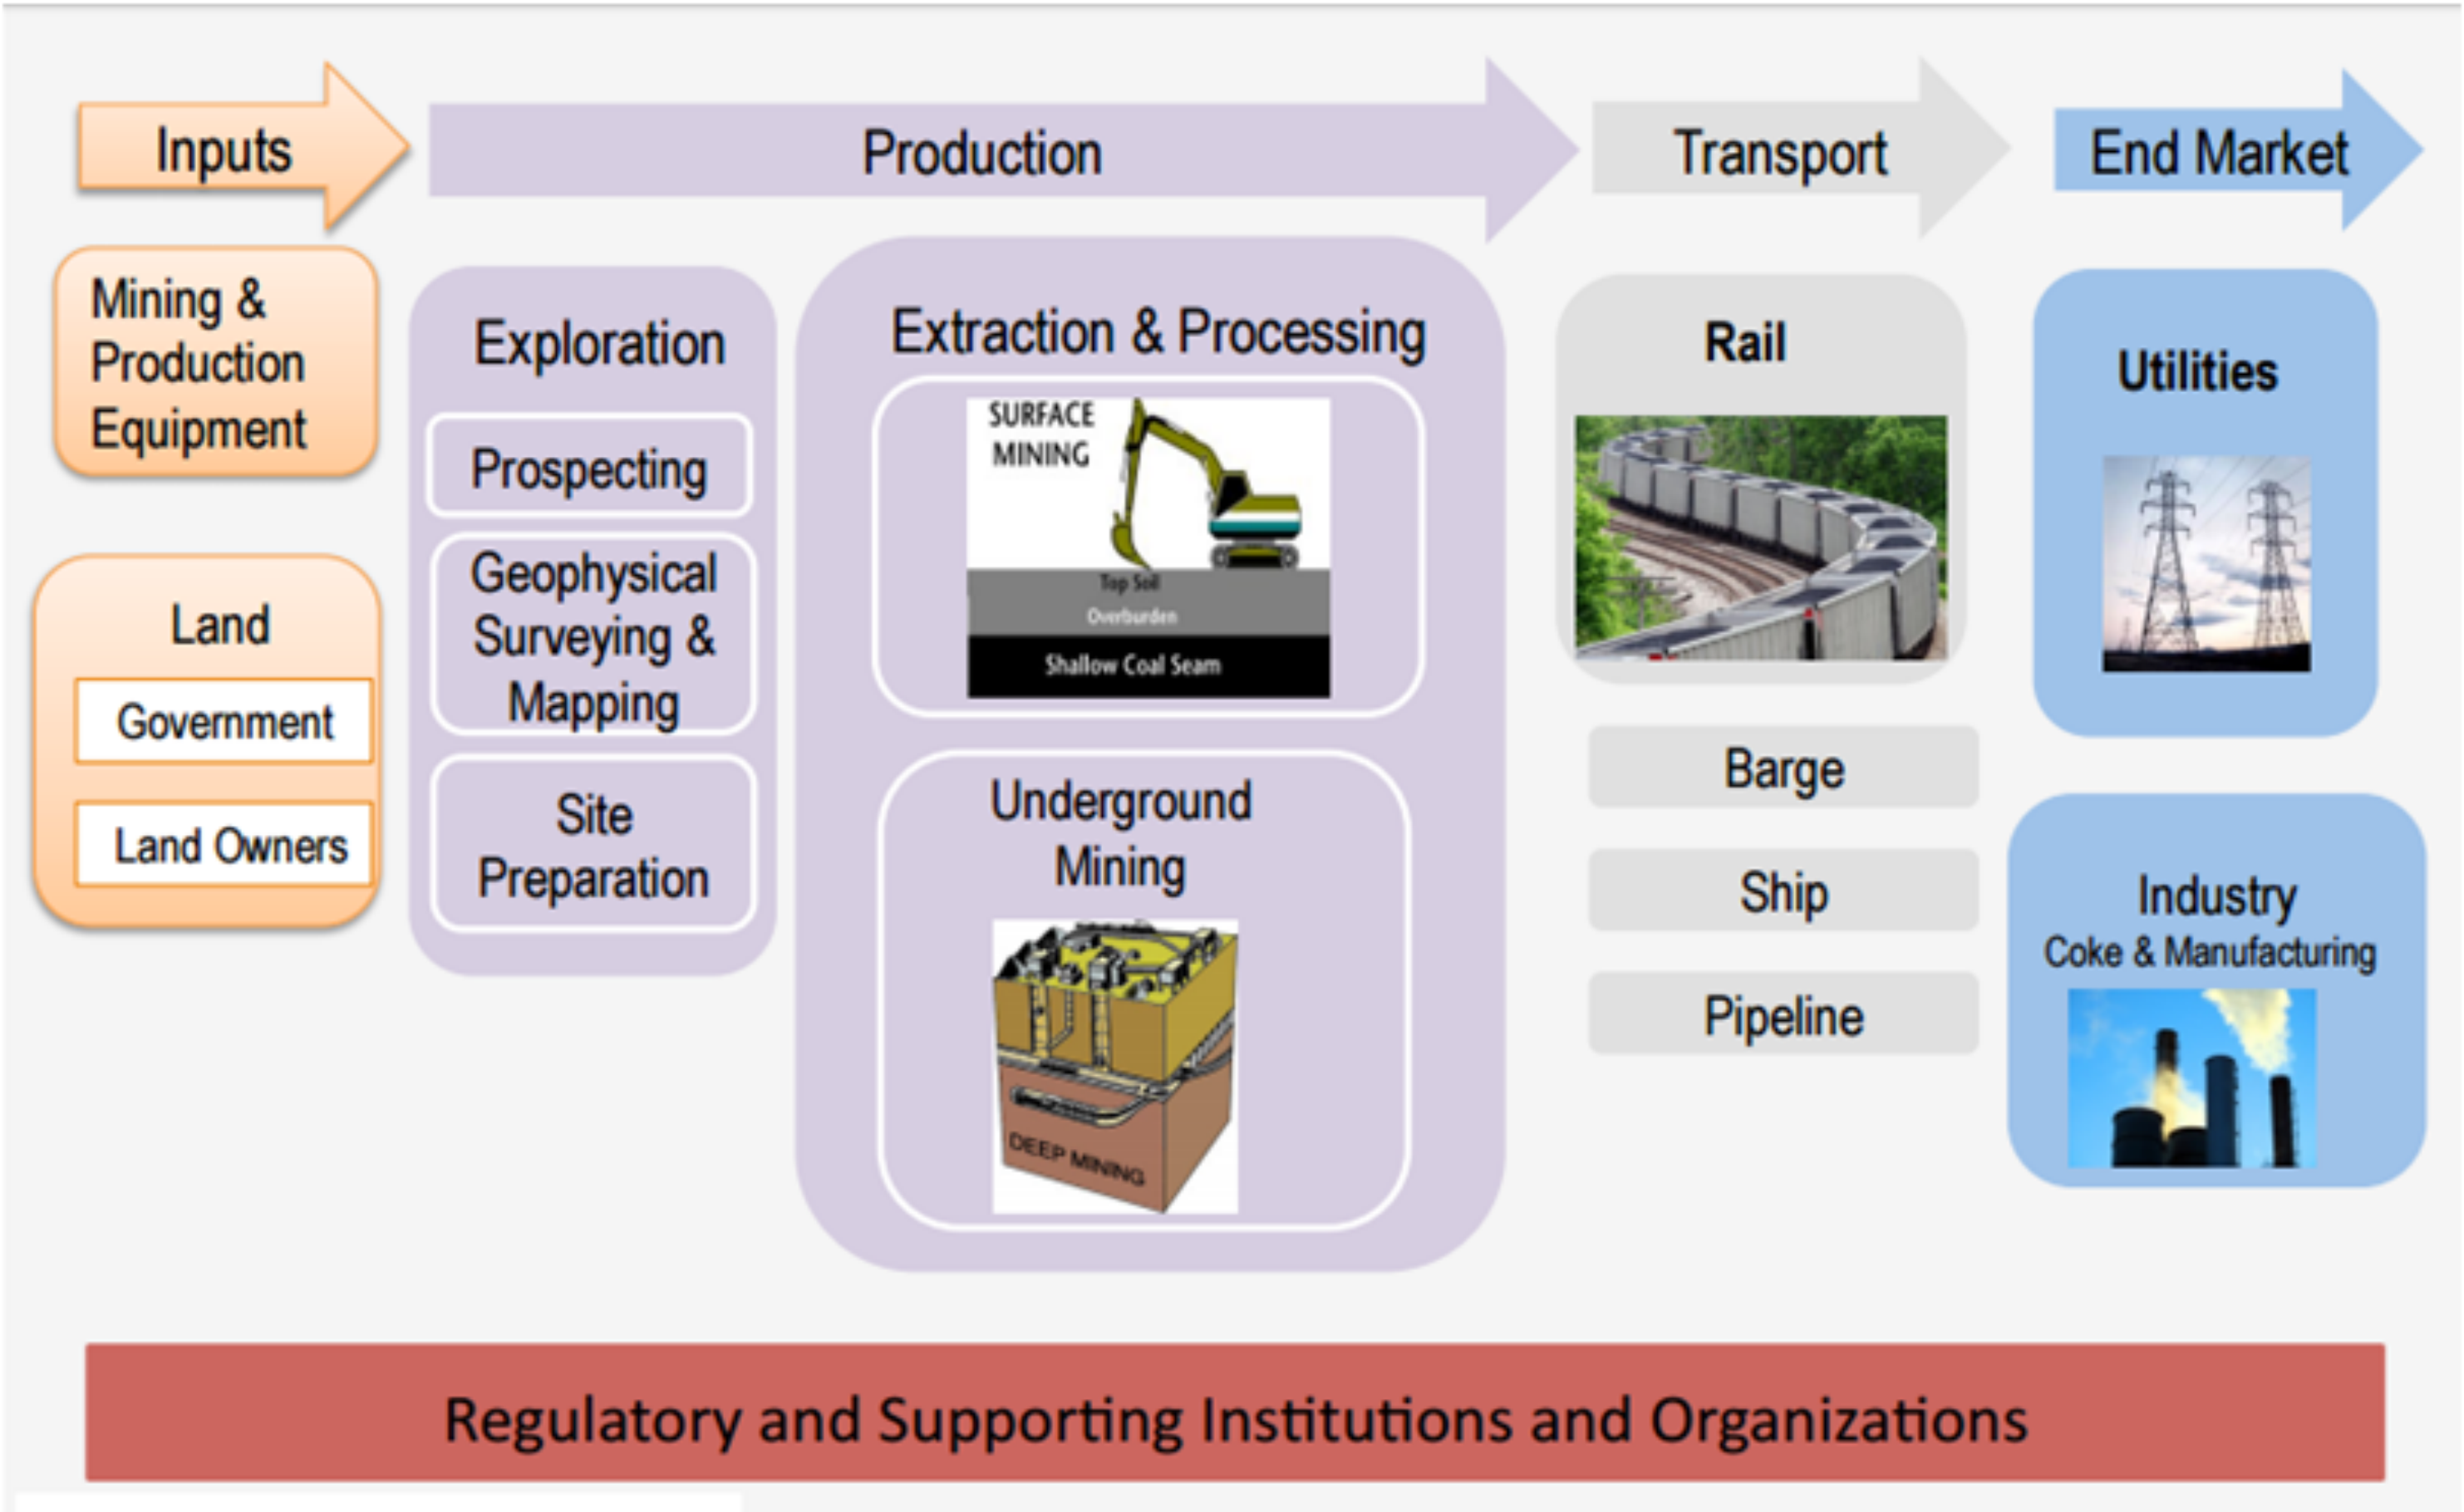 Inputs
Production
Transport
End Market
Mining &
Production
Equipment
Land
Government
Land Owners
Exploration
Prospecting
Geophysical
Surveying &
Mapping
Site
Preparation
Extraction & Processing
SURFACE
MINING
Top Soil
Overburden
Shallow Coal Seam
Underground
Mining
DEEP MINING
Rail
Barge
Ship
Pipeline
Utilities
Industry
Coke & Manufacturing
Regulatory and Supporting Institutions and Organizations